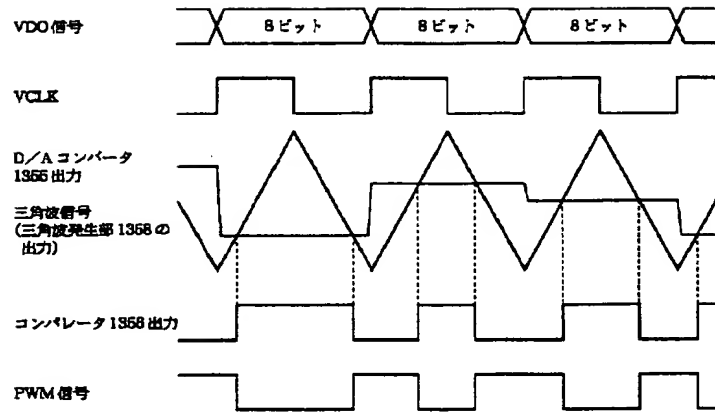 VDO信号
8ビット
8ビット
8ビット
VCLK
D/Aコンバータ
1356出力
三角波信号
(三角波発生部1358の
出力)
コンパレータ1358出力
PWM信号